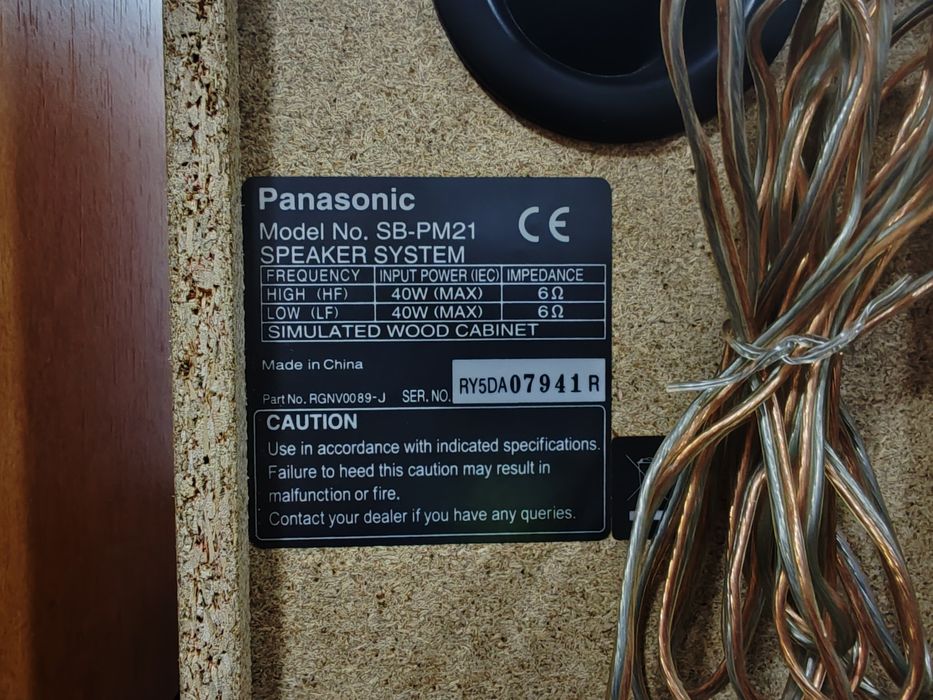 Panasonic
Model No. SB-PM21
CE
SPEAKER SYSTEM
FREQUENCY INPUT POWER (IEC) IMPEDANCE
HIGH (HF) 40W (MAX) 6Ω
LOW (LF) 40W (MAX) 6Ω
SIMULATED WOOD CABINET
Made in China
Part No. RGNV0089-J SER. NO. RY5DA07941R
CAUTION
Use in accordance with indicated specifications.
Failure to heed this caution may result in
malfunction or fire.
Contact your dealer if you have any queries.